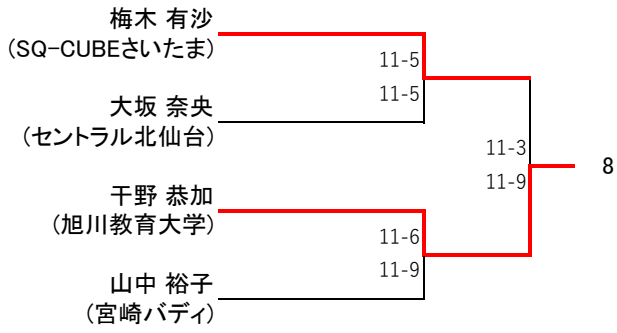 梅木 有沙
(SQ-CUBEさいたま)
11-5
11-5
大坂 奈央
(セントラル北仙台)
11-3
11-9
8
干野 恭加
(旭川教育大学)
11-6
11-9
山中 裕子
(宮崎バディ)